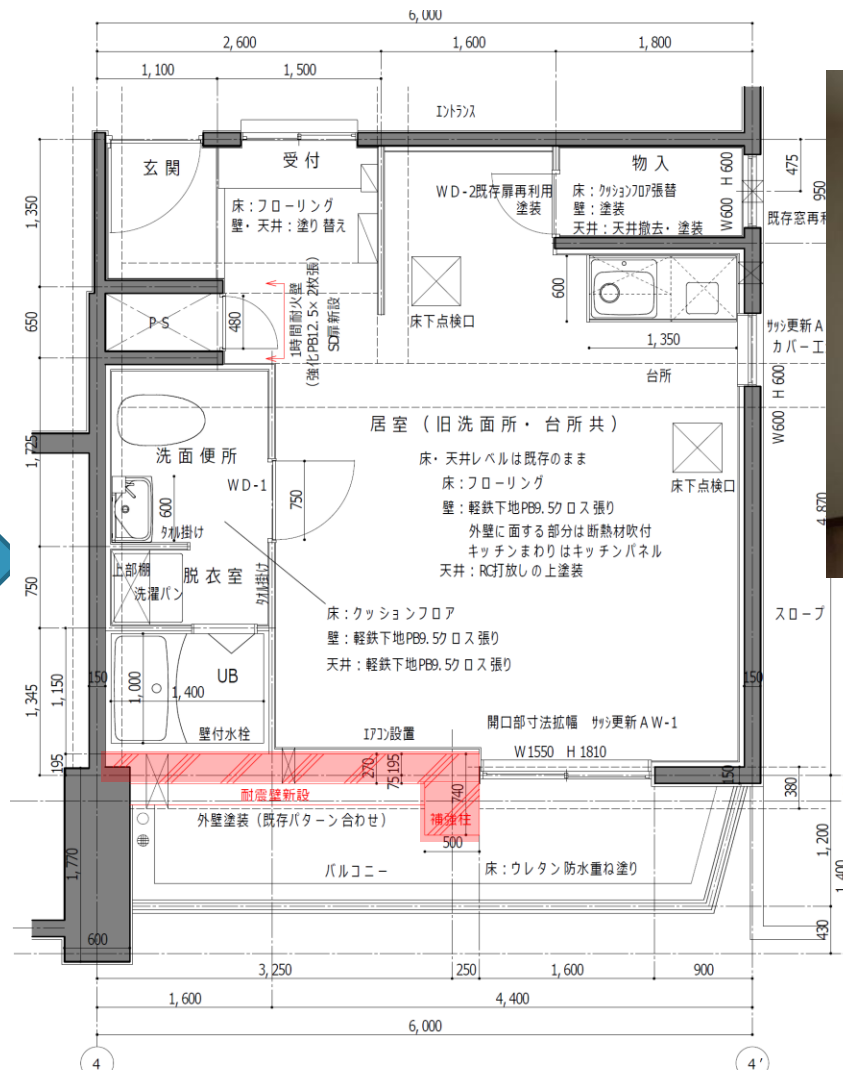 6,000
2,600
1,600
1,800
1,100
1,500
エントランス
玄関
受付
物入
床：フローリング
壁・天井：塗り替え
WD-2既存扉再利用
塗装
床：クッションフロア張替
壁：塗装
天井：天井撤去・塗装
W600 H600
475
950
1,350
650
1,725
750
1,345
1,150
195
P·S
480
1時間耐火壁
(強化PB12.5×2枚張)
SD扉新設
床下点検口
600
1,350
台所
サッシ更新A
カバー工
W600 H600
4,870
居室（旧洗面所・台所共）
床・天井レベルは既存のまま
床：フローリング
壁：軽鉄下地PB9.5クロス張り
外壁に面する部分は断熱材吹付
キッチンまわりはキッチンパネル
天井：RC打放しの上塗装
床下点検口
洗面便所
WD-1
750
600
タオル掛け
上部棚
洗濯パン
脱衣室
タオル掛け
床：クッションフロア
壁：軽鉄下地PB9.5クロス張り
天井：軽鉄下地PB9.5クロス張り
スロープ
150
1,000
1,400
UB
壁付水栓
エアコン設置
開口部寸法拡幅 サッシ更新AW-1
W1550 H1810
150
150
270
195
75
740
耐震壁新設
補強柱
500
外壁塗装（既存パターン合わせ）
バルコニー
床：ウレタン防水重ね塗り
380
1,200
1,400
430
1,770
600
3,250
250
1,600
900
1,600
4,400
6,000
4
4'